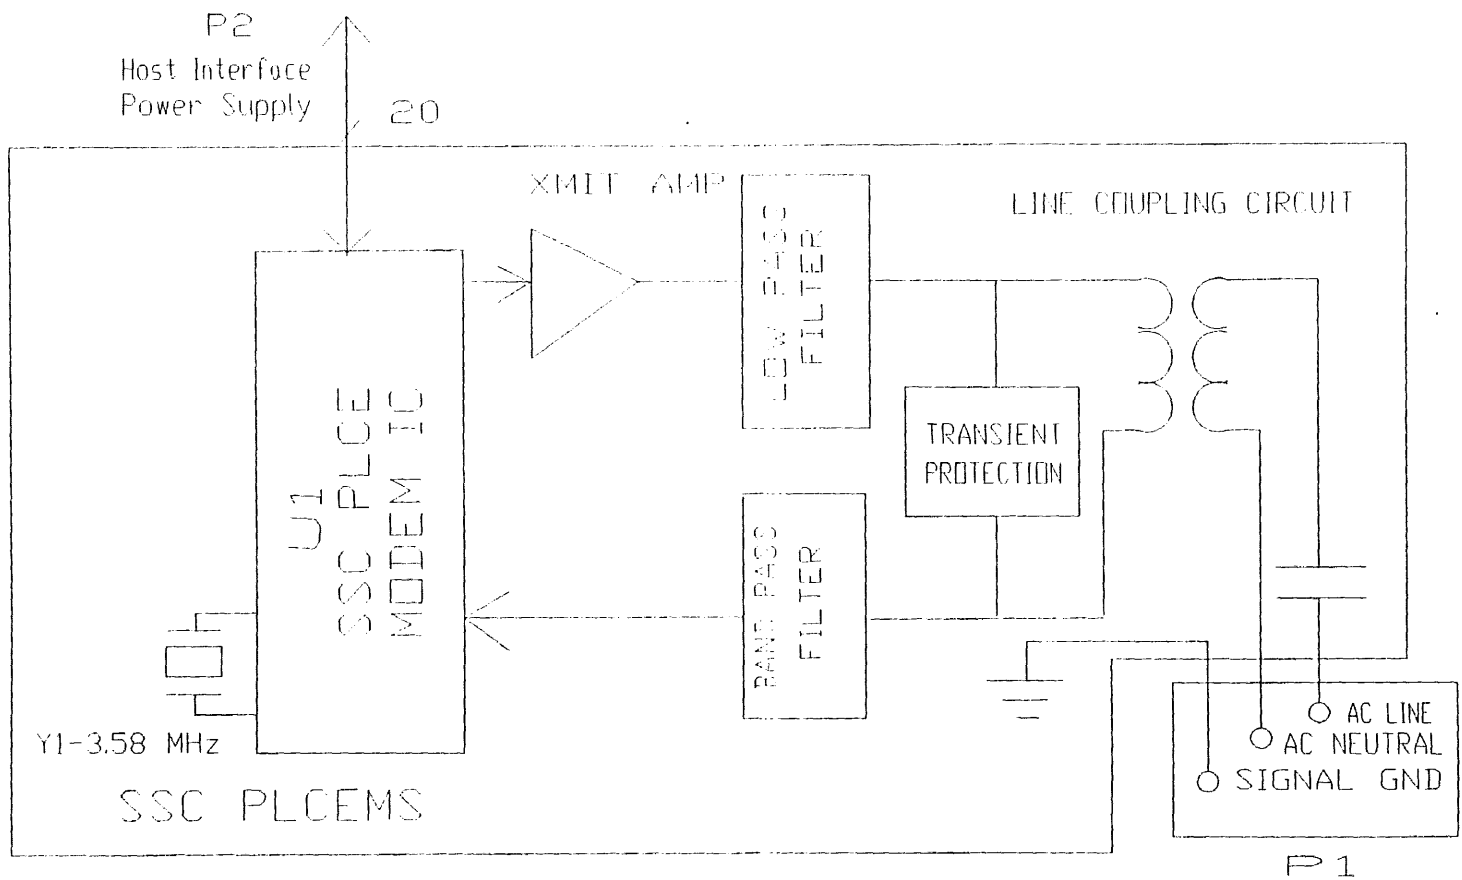 P2
Host Interface
Power Supply
20
XMIT AMP
LINE COUPLING CIRCUIT
LOW PASS
FILTER
U1
SSC PLCE
MODEM IC
TRANSIENT
PROTECTION
BAND PASS
FILTER
Y1-3.58 MHz
SSC PLCEMS
AC LINE
AC NEUTRAL
SIGNAL GND
P1